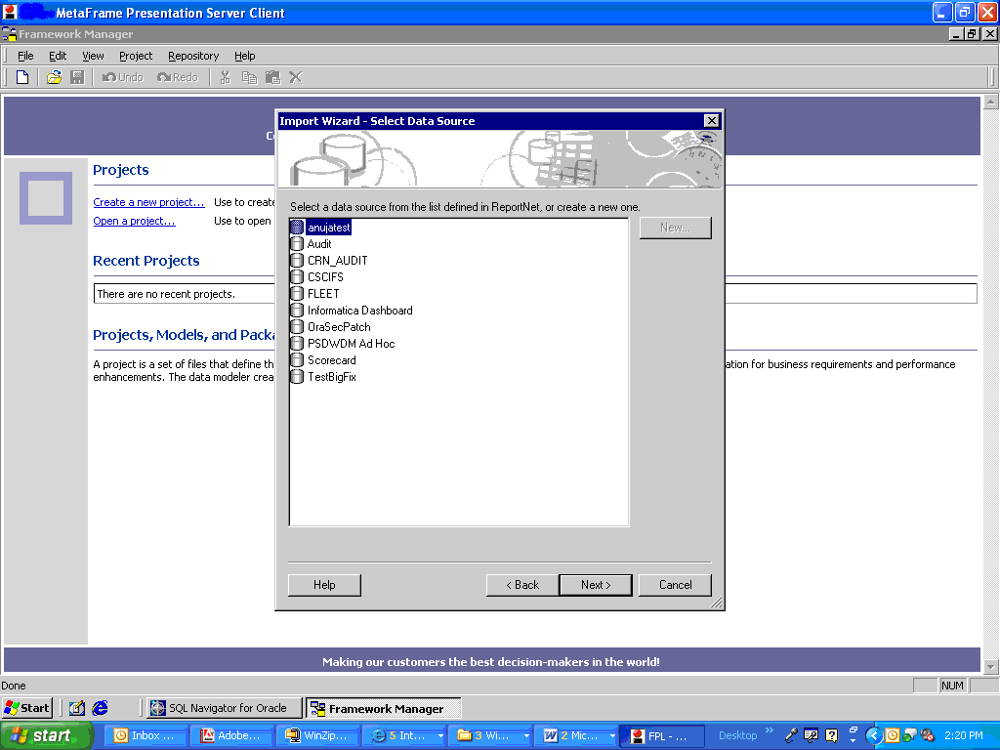 MetaFrame Presentation Server Client
Framework Manager
File Edit View Project Repository Help
Undo Redo
Import Wizard - Select Data Source
Projects
Create a new project... Use to create
Open a project... Use to open
Recent Projects
There are no recent projects.
Projects, Models, and Packa
A project is a set of files that define th
ation for business requirements and performance
enhancements. The data modeler crea
Select a data source from the list defined in ReportNet, or create a new one.
New...
anujatest
Audit
CRN_AUDIT
CSCIFS
FLEET
Informatica Dashboard
OraSecPatch
PSDWDM Ad Hoc
Scorecard
TestBigFix
Help < Back Next > Cancel
Making our customers the best decision-makers in the world!
Done NUM
Start SQL Navigator for Oracle Framework Manager
start Inbox ... Adobe... WinZip... 5 Int... 3 Wi... 2 Mic... FPL - ... Desktop » 2:20 PM